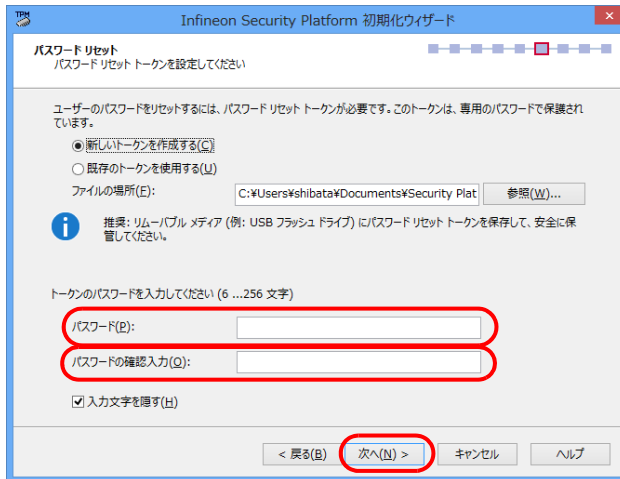 TPM
Infineon Security Platform 初期化ウィザード
パスワード リセット
パスワード リセット トークンを設定してください
ユーザーのパスワードをリセットするには、パスワード リセット トークンが必要です。このトークンは、専用のパスワードで保護され
ています。
新しいトークンを作成する(C)
既存のトークンを使用する(U)
ファイルの場所(F): C:¥Users¥shibata¥Documents¥Security Plat 参照(W)...
推奨: リムーバブル メディア (例: USB フラッシュ ドライブ) にパスワード リセット トークンを保存して、安全に保
管してください。
トークンのパスワードを入力してください (6 ...256 文字)
パスワード(P):
パスワードの確認入力(O):
入力文字を隠す(H)
< 戻る(B) 次へ(N) > キャンセル ヘルプ